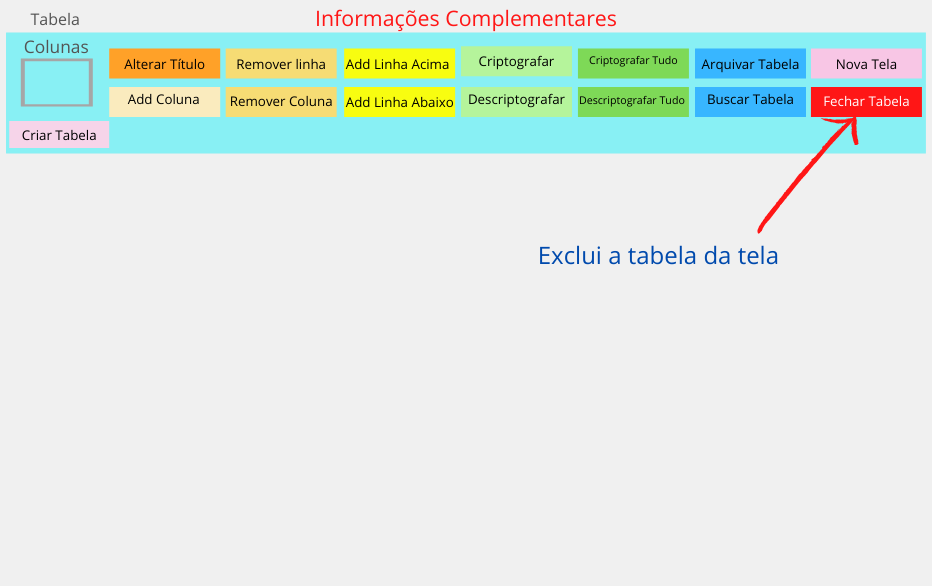 Tabela
Informações Complementares
Colunas
Alterar Título
Remover linha
Add Linha Acima
Criptografar
Criptografar Tudo
Arquivar Tabela
Nova Tela
Add Coluna
Remover Coluna
Add Linha Abaixo
Descriptografar
Descriptografar Tudo
Buscar Tabela
Fechar Tabela
Criar Tabela
Exclui a tabela da tela